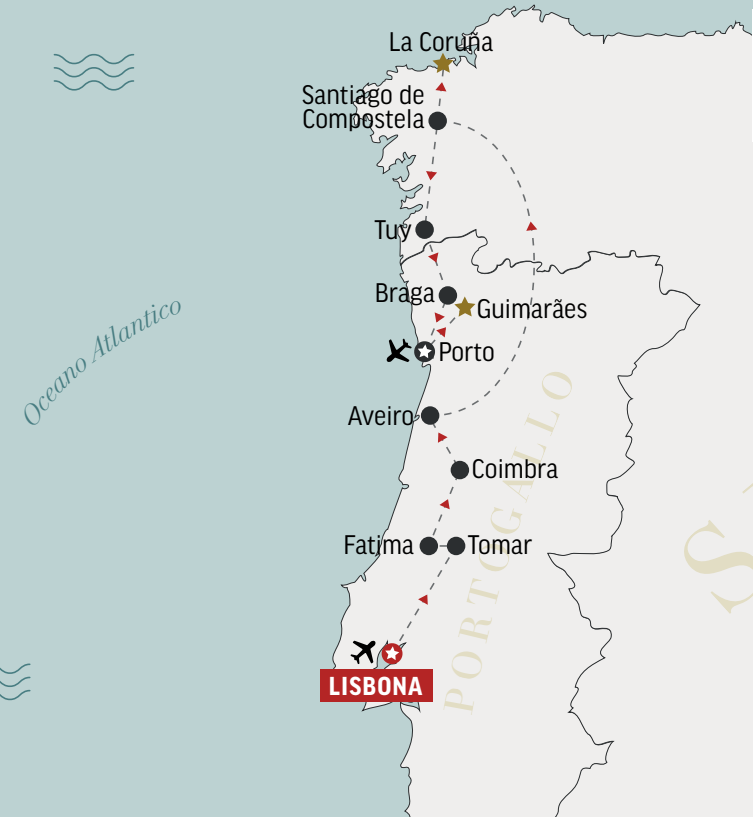 La Coruña
Santiago de
Compostela
Tuy
Braga
Guimarães
Oceano Atlantico
Porto
Aveiro
Coimbra
PORTOGALLO
Fatima
Tomar
S
LISBONA